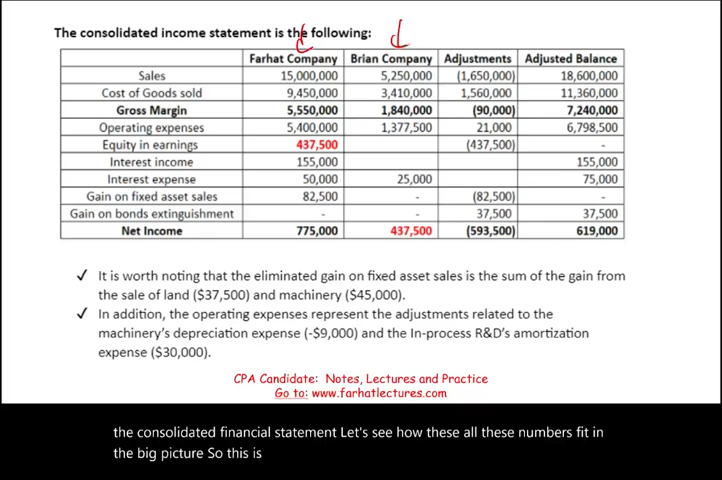 The consolidated income statement is the following:
Farhat Company Brian Company Adjustments Adjusted Balance
Sales 15,000,000 5,250,000 (1,650,000) 18,600,000
Cost of Goods sold 9,450,000 3,410,000 1,560,000 11,360,000
Gross Margin 5,550,000 1,840,000 (90,000) 7,240,000
Operating expenses 5,400,000 1,377,500 21,000 6,798,500
Equity in earnings 437,500 (437,500) -
Interest income 155,000 155,000
Interest expense 50,000 25,000 75,000
Gain on fixed asset sales 82,500 - (82,500) -
Gain on bonds extinguishment - - 37,500 37,500
Net Income 775,000 437,500 (593,500) 619,000
✓ It is worth noting that the eliminated gain on fixed asset sales is the sum of the gain from
the sale of land ($37,500) and machinery ($45,000).
✓ In addition, the operating expenses represent the adjustments related to the
machinery's depreciation expense (-$9,000) and the In-process R&D's amortization
expense ($30,000).
CPA Candidate: Notes, Lectures and Practice
Go to: www.farhatlectures.com
the consolidated financial statement Let's see how these all these numbers fit in
the big picture So this is